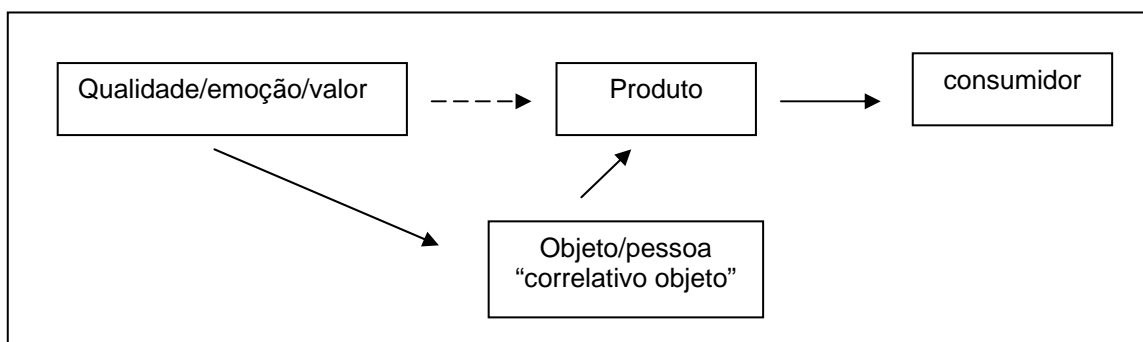 Qualidade/emoção/valor
Produto
consumidor
Objeto/pessoa
“correlativo objeto”